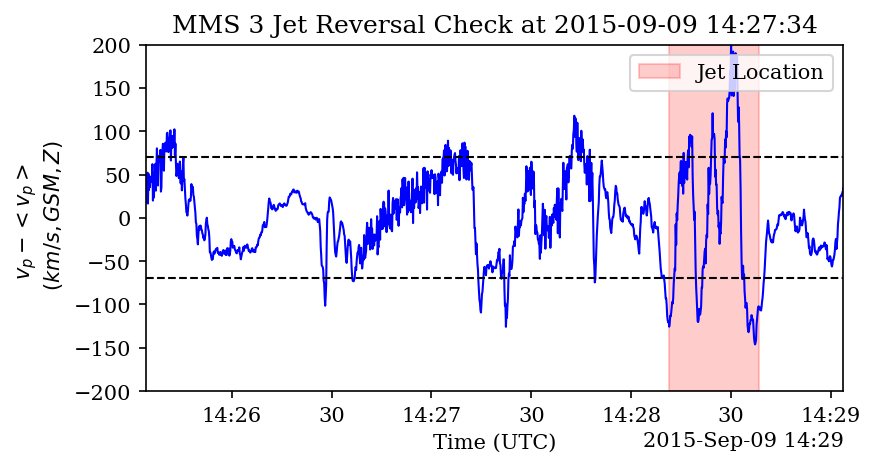 MMS 3 Jet Reversal Check at 2015-09-09 14:27:34
v_p − < v_p >
(km/s, GSM, Z)
200
150
100
50
0
−50
−100
−150
−200
Jet Location
14:26 30 14:27 30 14:28 30 14:29
Time (UTC)
2015-Sep-09 14:29